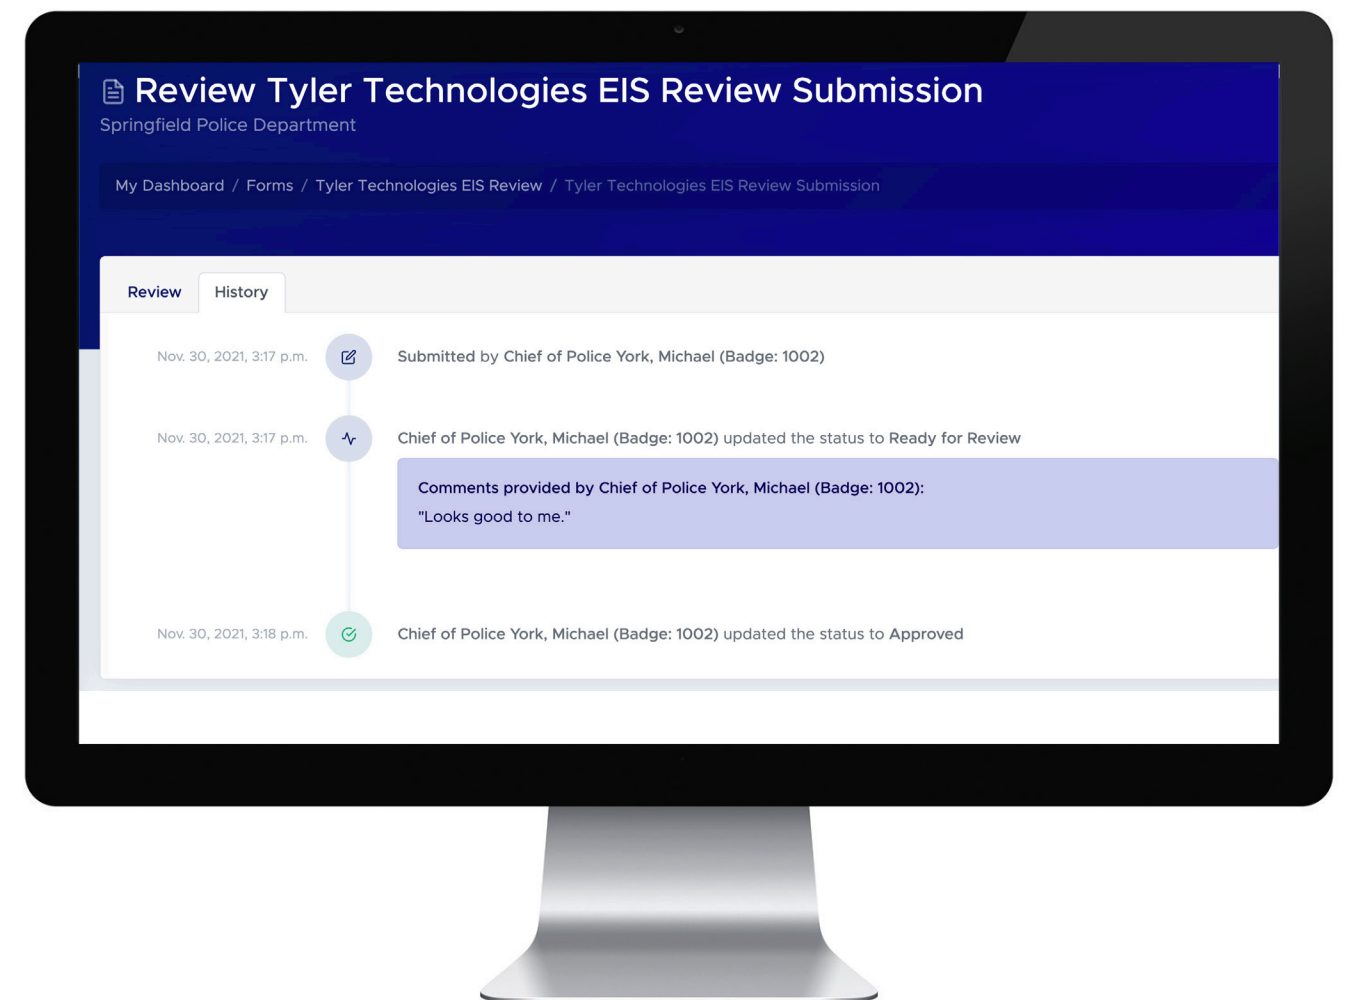 Review Tyler Technologies EIS Review Submission
Springfield Police Department
My Dashboard / Forms / Tyler Technologies EIS Review / Tyler Technologies EIS Review Submission
Review History
Nov. 30, 2021, 3:17 p.m. Submitted by Chief of Police York, Michael (Badge: 1002)
Nov. 30, 2021, 3:17 p.m. Chief of Police York, Michael (Badge: 1002) updated the status to Ready for Review
Comments provided by Chief of Police York, Michael (Badge: 1002):
"Looks good to me."
Nov. 30, 2021, 3:18 p.m. Chief of Police York, Michael (Badge: 1002) updated the status to Approved